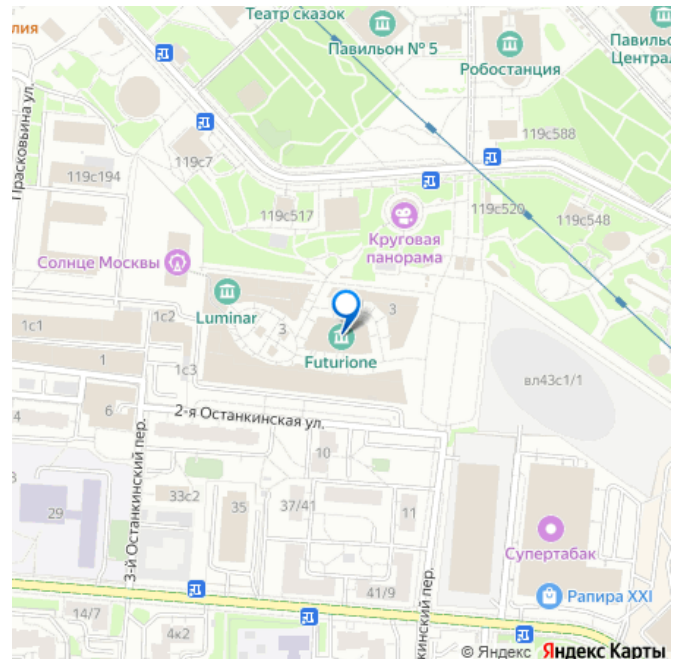 Театр Сказок
лия
Павильон № 5
Робостанция
Павиль
Централ
119с588
Прасковьина ул.
119с7
119с194
119с517
119с520
119с548
Круговая
панорама
Солнце Москвы
Luminar
3
3
1с1
1с2
Futurione
1с3
вл43с1/1
1
6
2-я Останкинская ул.
10
3-й Останкинский пер.
33с2
35
37/41
11
29
Супертабак
41/9
Рапира XXI
14/7
4к2
кинский пер.
© Яндекс Яндекс Карты